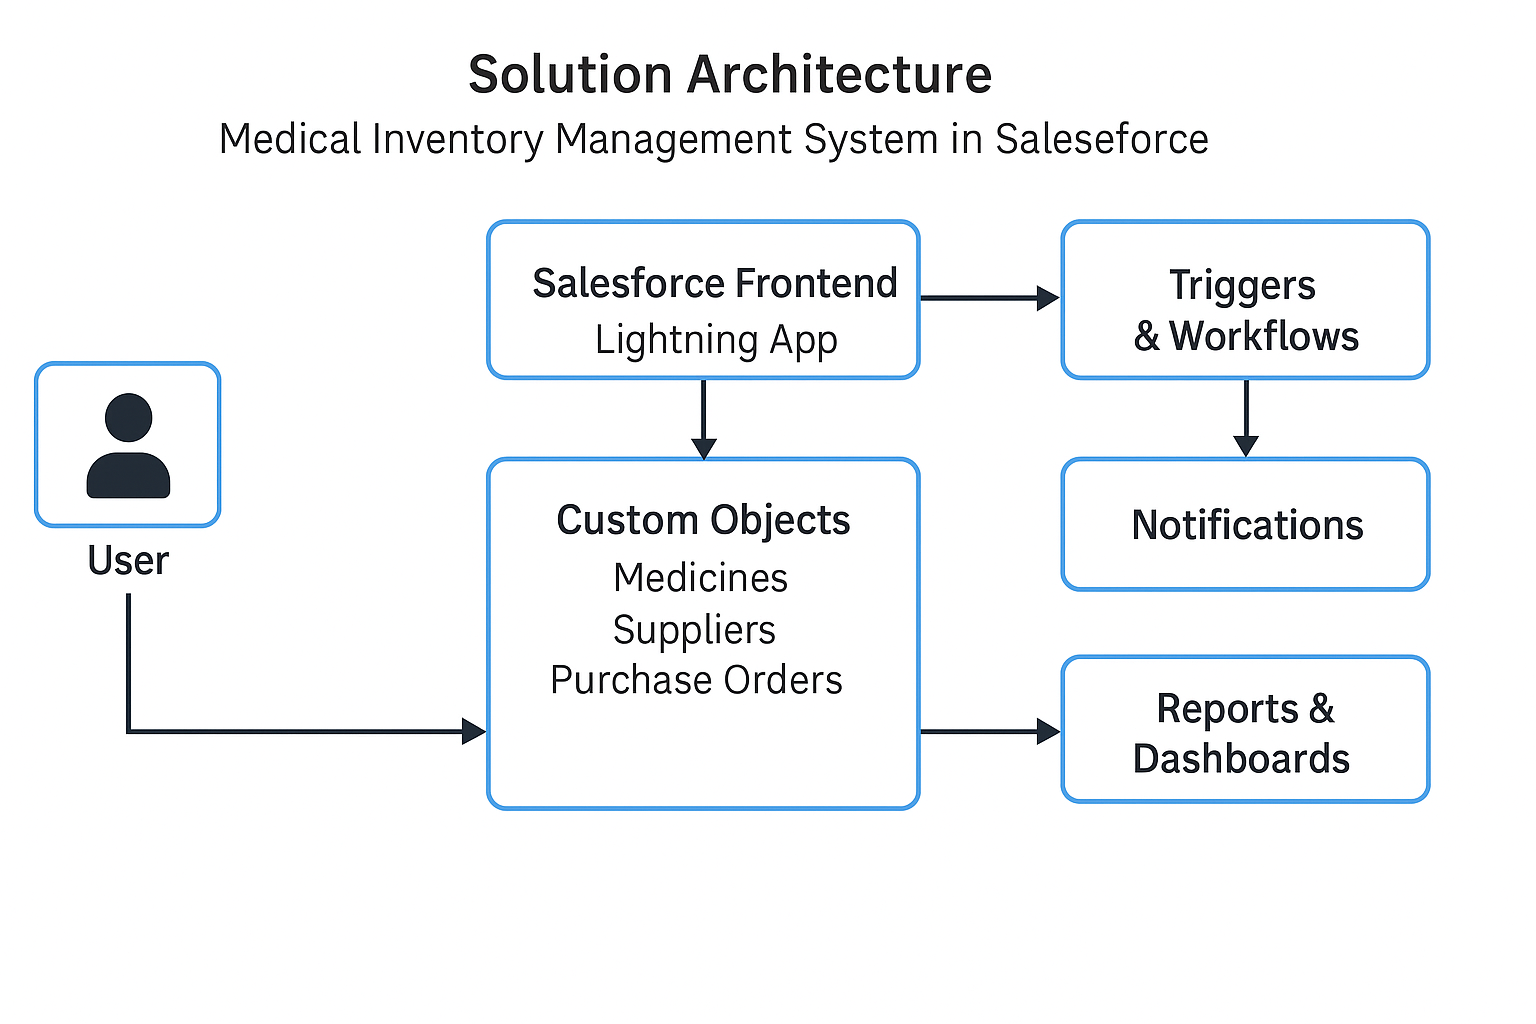 Solution Architecture
Medical Inventory Management System in Saleseforce
Salesforce Frontend
Lightning App
Triggers
& Workflows
User
Custom Objects
Medicines
Suppliers
Purchase Orders
Notifications
Reports &
Dashboards